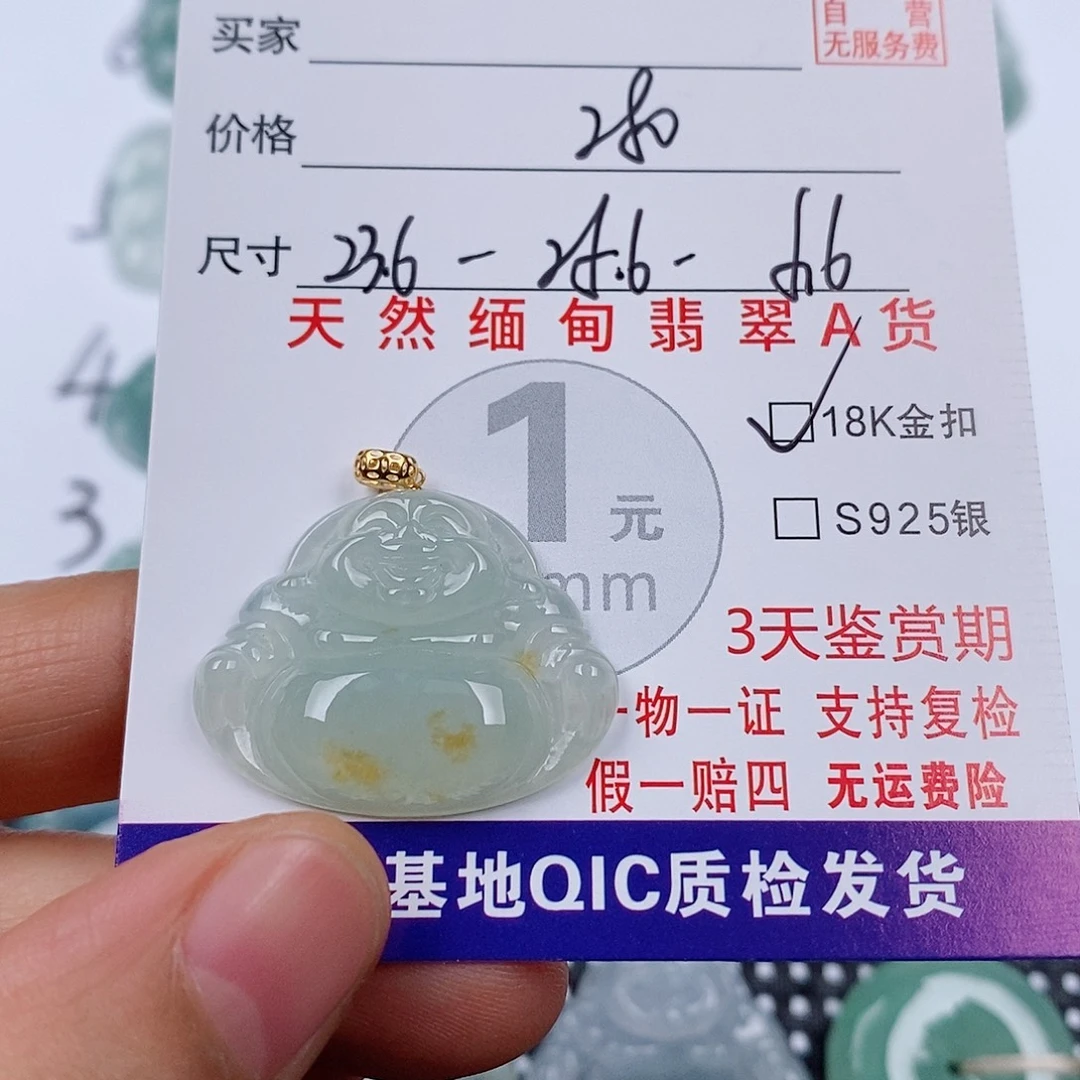 自营
无服务费
买家
价格 280
尺寸 23.6 - 28.6 - 6.6
天然缅甸翡翠A货
1元
mm
18K金扣
S925银
4
3
3天鉴赏期
一物一证 支持复检
假一赔四 无运费险
基地QIC质检发货